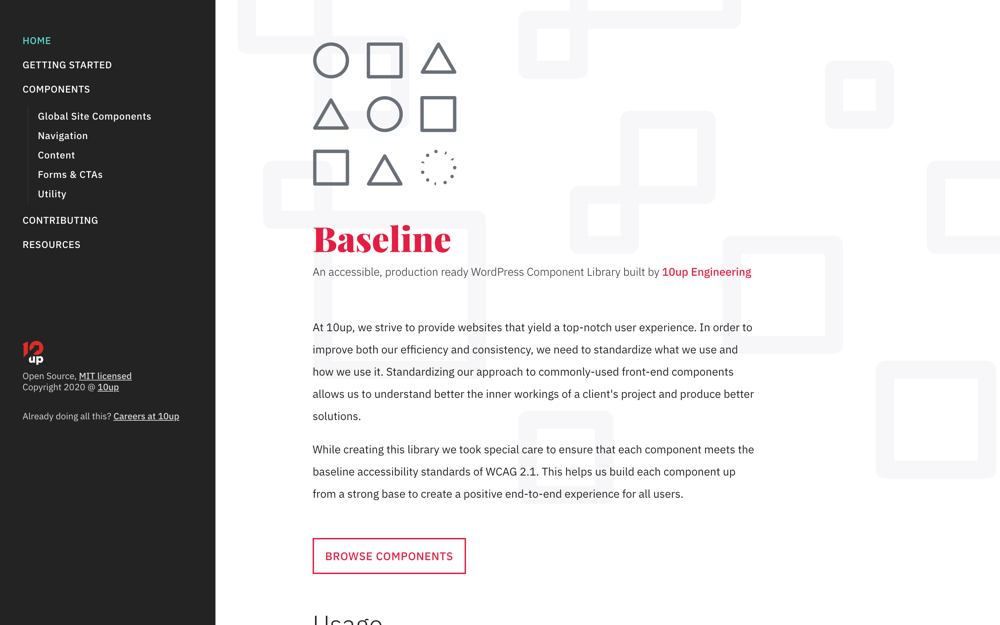 HOME
GETTING STARTED
COMPONENTS
Global Site Components
Navigation
Content
Forms & CTAs
Utility
CONTRIBUTING
RESOURCES
10up
Open Source, MIT licensed
Copyright 2020 @ 10up
Already doing all this? Careers at 10up
Baseline
An accessible, production ready WordPress Component Library built by 10up Engineering
At 10up, we strive to provide websites that yield a top-notch user experience. In order to
improve both our efficiency and consistency, we need to standardize what we use and
how we use it. Standardizing our approach to commonly-used front-end components
allows us to understand better the inner workings of a client's project and produce better
solutions.
While creating this library we took special care to ensure that each component meets the
baseline accessibility standards of WCAG 2.1. This helps us build each component up
from a strong base to create a positive end-to-end experience for all users.
BROWSE COMPONENTS
Usage